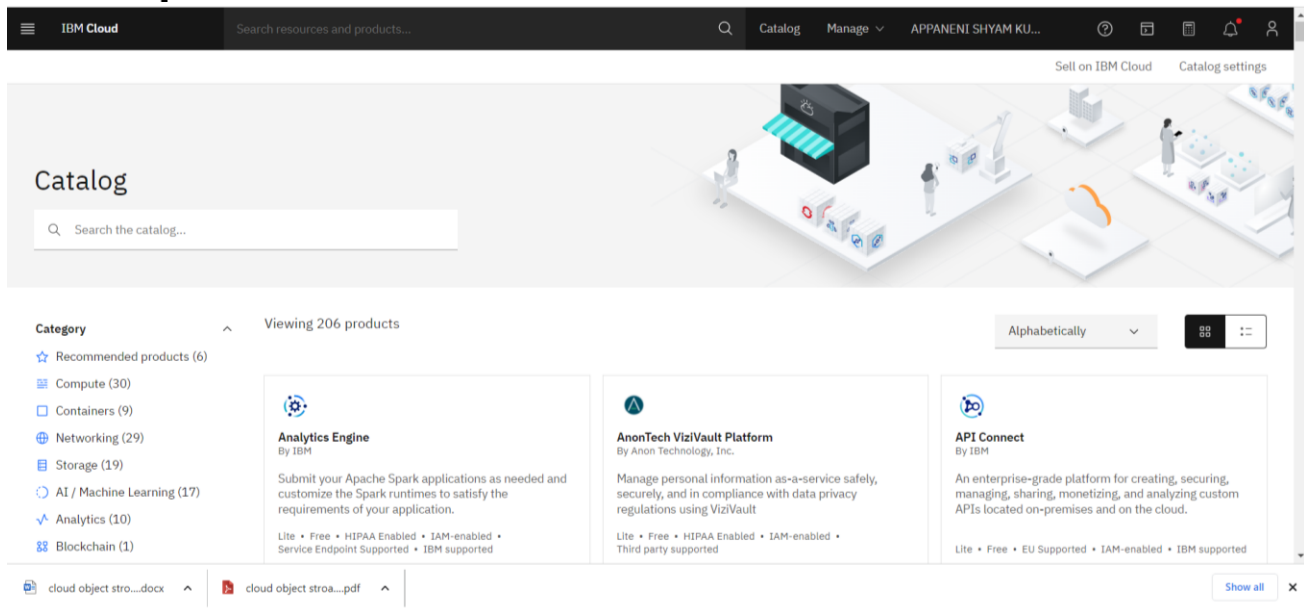 IBM Cloud
Search resources and products...
Catalog
Manage
APPANENI SHYAM KU...
Sell on IBM Cloud
Catalog settings
Catalog
Search the catalog...
Category
Recommended products (6)
Compute (30)
Containers (9)
Networking (29)
Storage (19)
AI / Machine Learning (17)
Analytics (10)
Blockchain (1)
Viewing 206 products
Alphabetically
Analytics Engine
By IBM
Submit your Apache Spark applications as needed and
customize the Spark runtimes to satisfy the
requirements of your application.
Lite • Free • HIPAA Enabled • IAM-enabled •
Service Endpoint Supported • IBM supported
AnonTech ViziVault Platform
By Anon Technology, Inc.
Manage personal information as-a-service safely,
securely, and in compliance with data privacy
regulations using ViziVault
Lite • Free • HIPAA Enabled • IAM-enabled •
Third party supported
API Connect
By IBM
An enterprise-grade platform for creating, securing,
managing, sharing, monetizing, and analyzing custom
APIs located on-premises and on the cloud.
Lite • Free • EU Supported • IAM-enabled • IBM supported
cloud object stro....docx
cloud object stroa....pdf
Show all